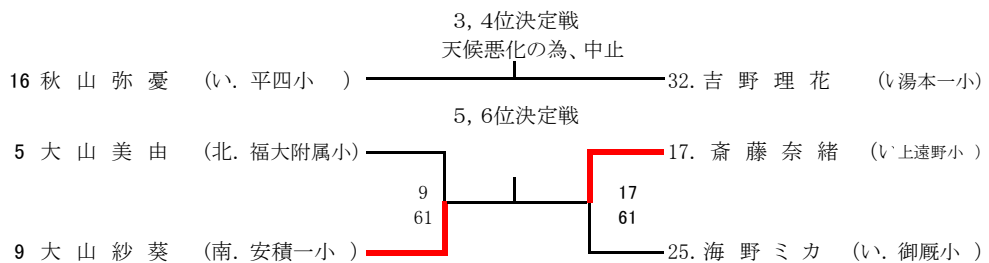 3, 4位決定戦
天候悪化の為、中止
16 秋 山 弥 憂 (い. 平四小 ) 32. 吉 野 理 花 (い 湯本一小)
5, 6位決定戦
5 大 山 美 由 (北. 福大附属小) 17. 斎 藤 奈 緒 (い 上遠野小 )
9 17
61 61
9 大 山 紗 葵 (南. 安積一小 ) 25. 海 野 ミ カ (い. 御厩小 )